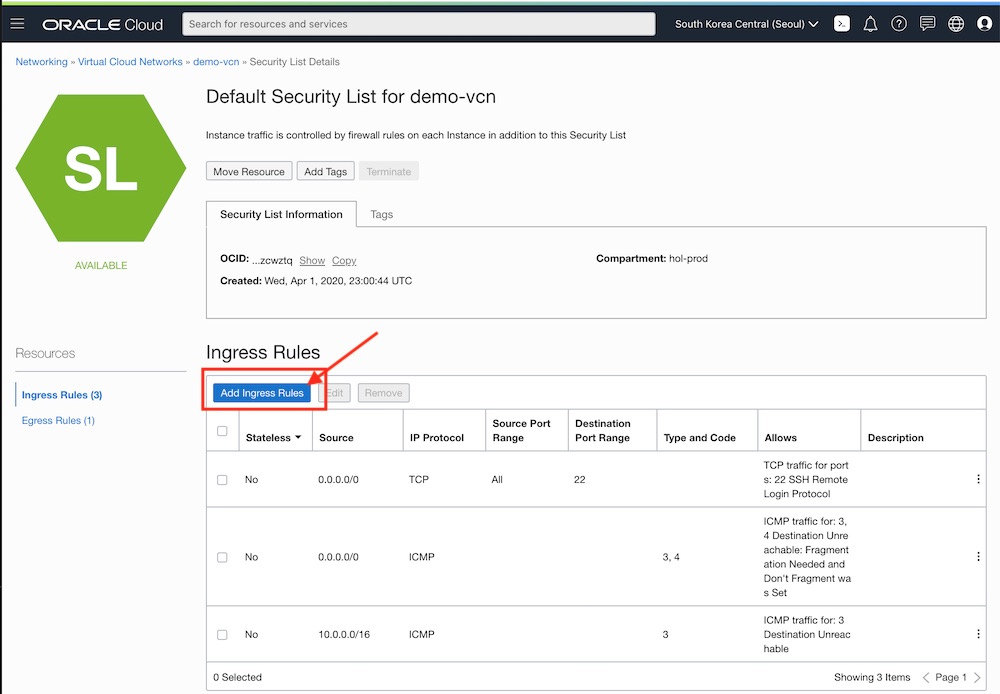 ORACLE Cloud
Search for resources and services
South Korea Central (Seoul)
Networking » Virtual Cloud Networks » demo-vcn » Security List Details
SL
AVAILABLE
Default Security List for demo-vcn
Instance traffic is controlled by firewall rules on each Instance in addition to this Security List
Move Resource Add Tags Terminate
Security List Information Tags
OCID: ...zcwztq Show Copy
Compartment: hol-prod
Created: Wed, Apr 1, 2020, 23:00:44 UTC
Resources
Ingress Rules (3)
Egress Rules (1)
Ingress Rules
Add Ingress Rules Edit Remove
Stateless Source IP Protocol Source Port Range Destination Port Range Type and Code Allows Description
No 0.0.0.0/0 TCP All 22
TCP traffic for port
s: 22 SSH Remote
Login Protocol
No 0.0.0.0/0 ICMP 3, 4
ICMP traffic for: 3,
4 Destination Unre
achable: Fragment
ation Needed and
Don't Fragment wa
s Set
No 10.0.0.0/16 ICMP 3
ICMP traffic for: 3
Destination Unreac
hable
0 Selected
Showing 3 Items < Page 1 >